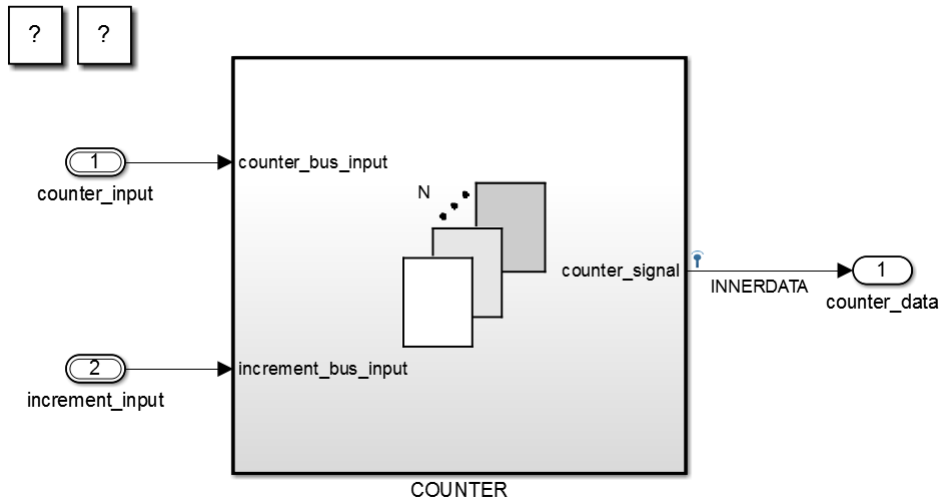 ? ?
1
counter_input
counter_bus_input
N
counter_signal
INNERDATA
1
counter_data
2
increment_input
increment_bus_input
COUNTER